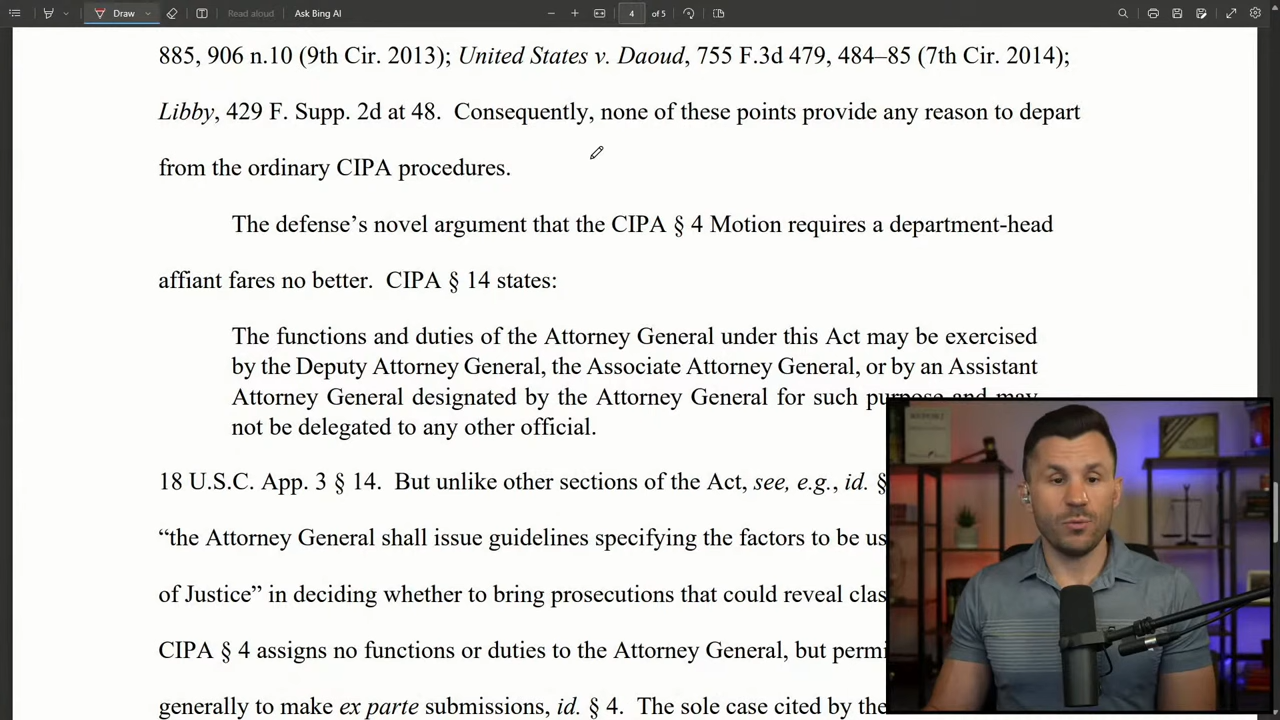 Draw
Read aloud
Ask Bing AI
4
of 5
885, 906 n.10 (9th Cir. 2013); United States v. Daoud, 755 F.3d 479, 484–85 (7th Cir. 2014);
Libby, 429 F. Supp. 2d at 48. Consequently, none of these points provide any reason to depart
from the ordinary CIPA procedures.
The defense’s novel argument that the CIPA § 4 Motion requires a department-head
affiant fares no better. CIPA § 14 states:
The functions and duties of the Attorney General under this Act may be exercised
by the Deputy Attorney General, the Associate Attorney General, or by an Assistant
Attorney General designated by the Attorney General for such purpose and may
not be delegated to any other official.
18 U.S.C. App. 3 § 14. But unlike other sections of the Act, see, e.g., id. §
“the Attorney General shall issue guidelines specifying the factors to be us
of Justice” in deciding whether to bring prosecutions that could reveal clas
CIPA § 4 assigns no functions or duties to the Attorney General, but permi
generally to make ex parte submissions, id. § 4. The sole case cited by the